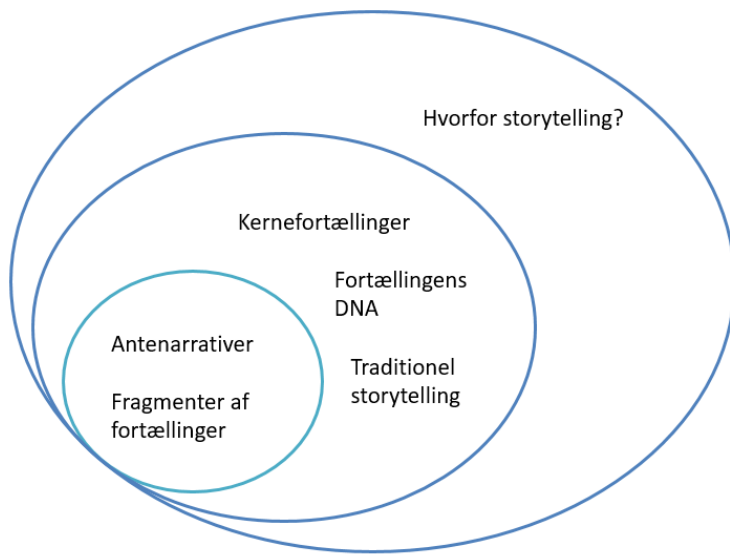 Hvorfor storytelling?
Kernefortællinger
Fortællingens
DNA
Antenarrativer
Traditionel
storytelling
Fragmenter af
fortællinger